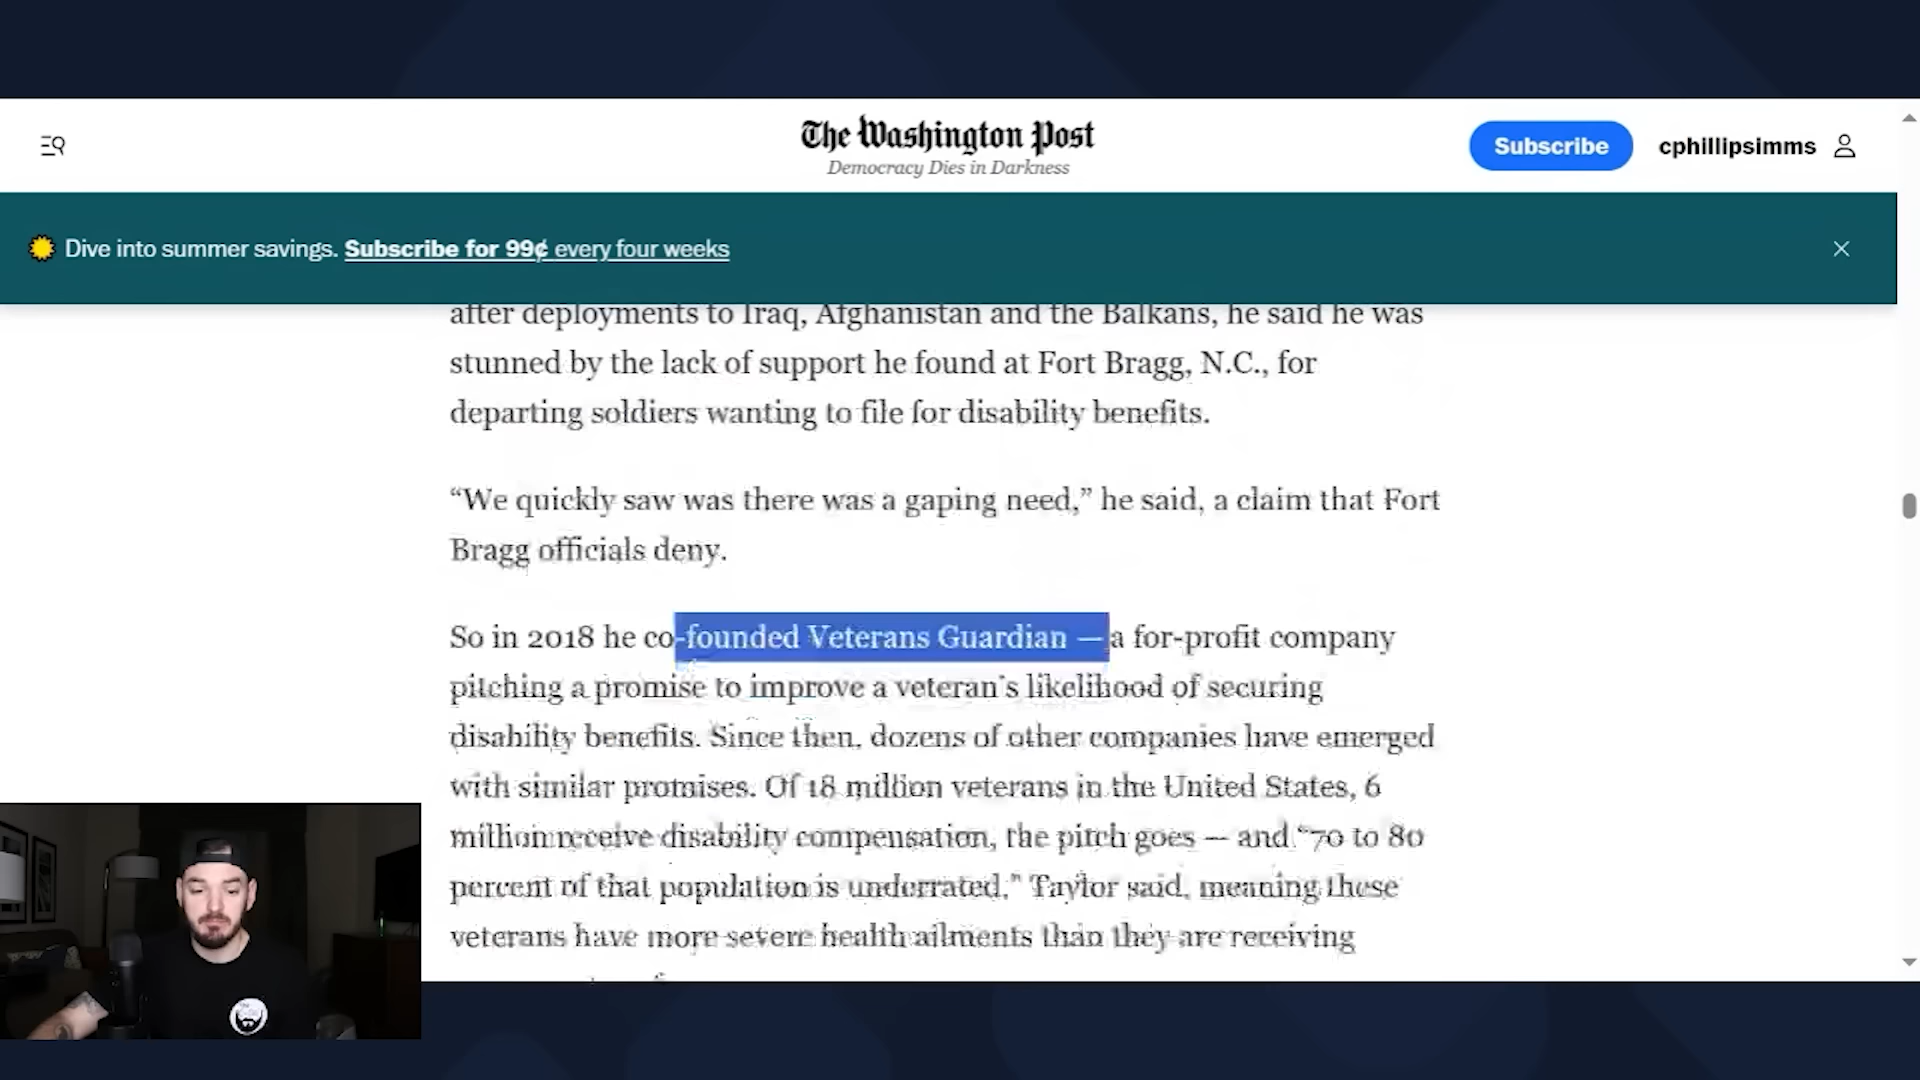 The Washington Post
Democracy Dies in Darkness
Subscribe
cphillipsimms
Dive into summer savings. Subscribe for 99¢ every four weeks
after deployments to Iraq, Afghanistan and the Balkans, he said he was
stunned by the lack of support he found at Fort Bragg, N.C., for
departing soldiers wanting to file for disability benefits.
“We quickly saw was there was a gaping need,” he said, a claim that Fort
Bragg officials deny.
So in 2018 he co-founded Veterans Guardian — a for-profit company
pitching a promise to improve a veteran's likelihood of securing
disability benefits. Since then, dozens of other companies have emerged
with similar promises. Of 18 million veterans in the United States, 6
million receive disability compensation, the pitch goes — and “70 to 80
percent of that population is underrated,” Taylor said, meaning these
veterans have more severe health ailments than they are receiving